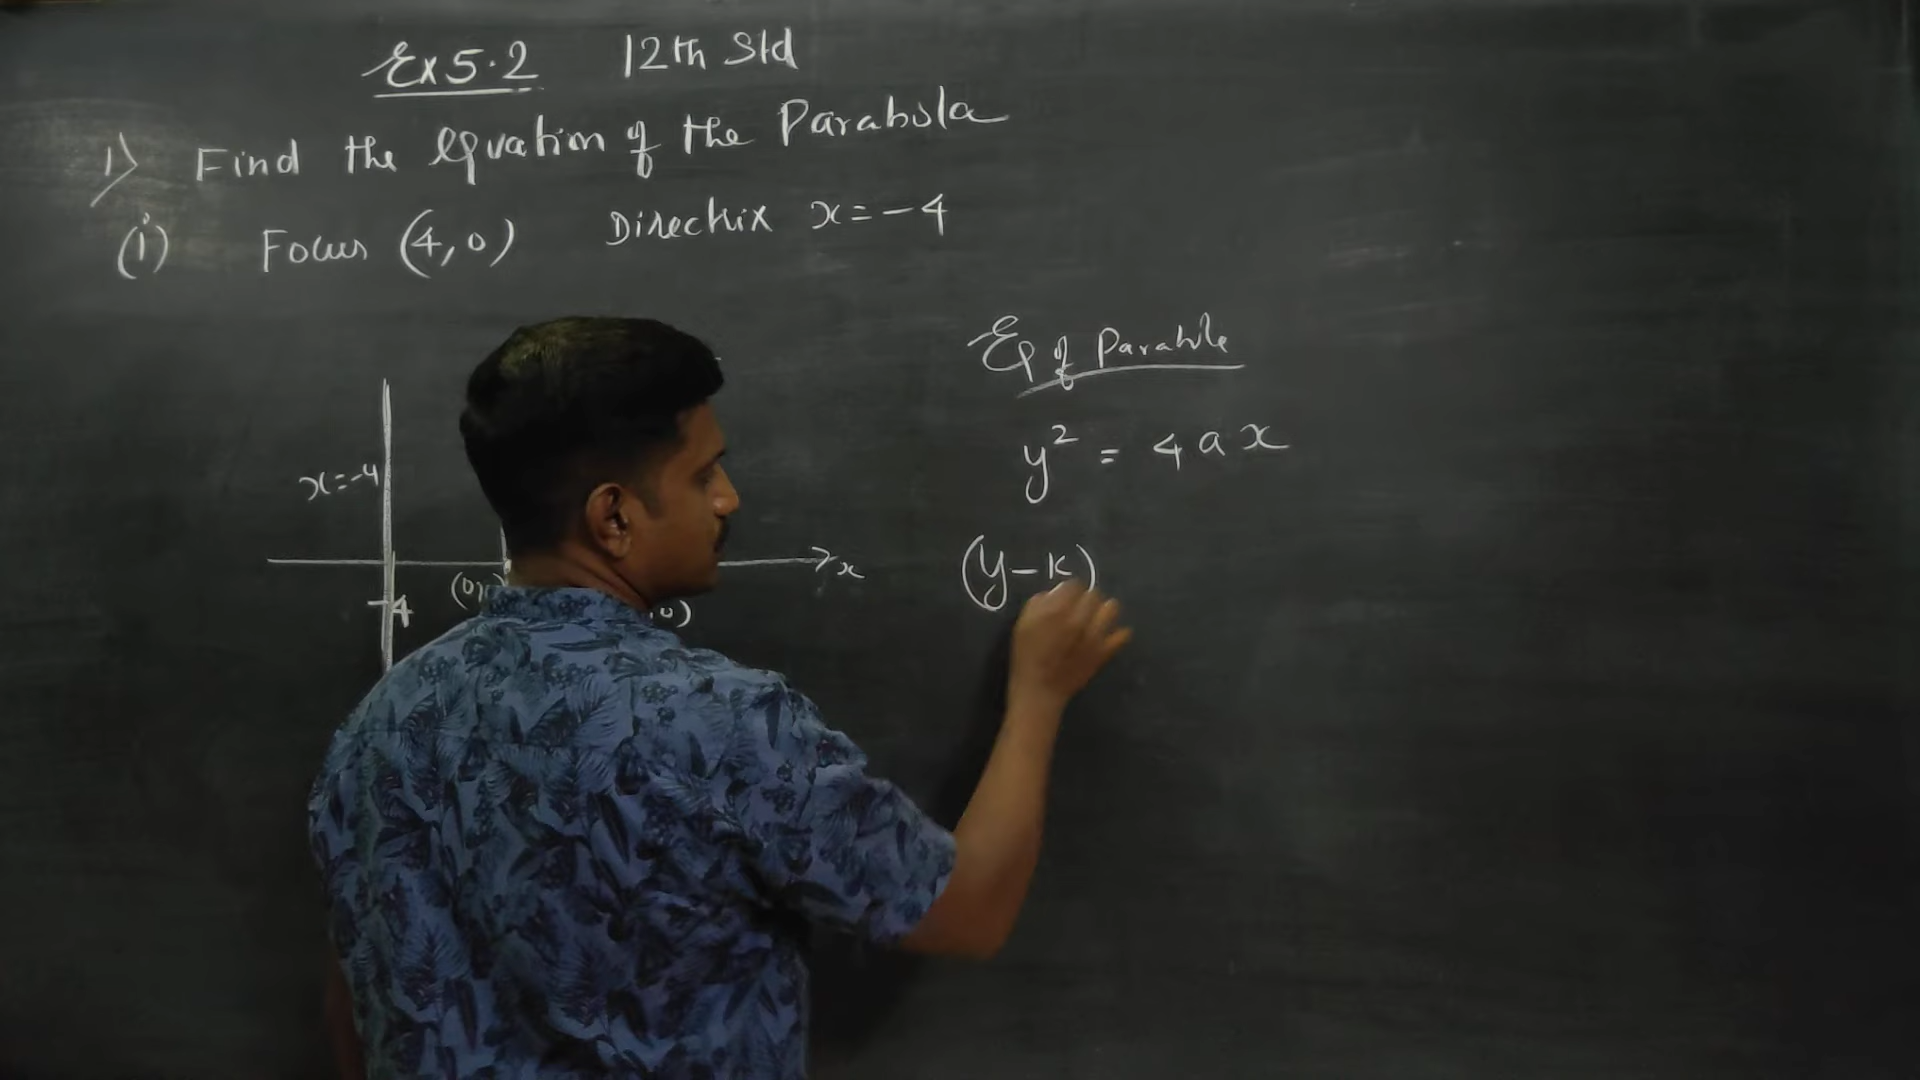 Ex 5.2 12th Std
1) Find the Equation of the Parabola
(i) Focus (4,0) Directrix x=-4
Eq of Parabola
y² = 4ax
x=-4
(y-k)
x
-4